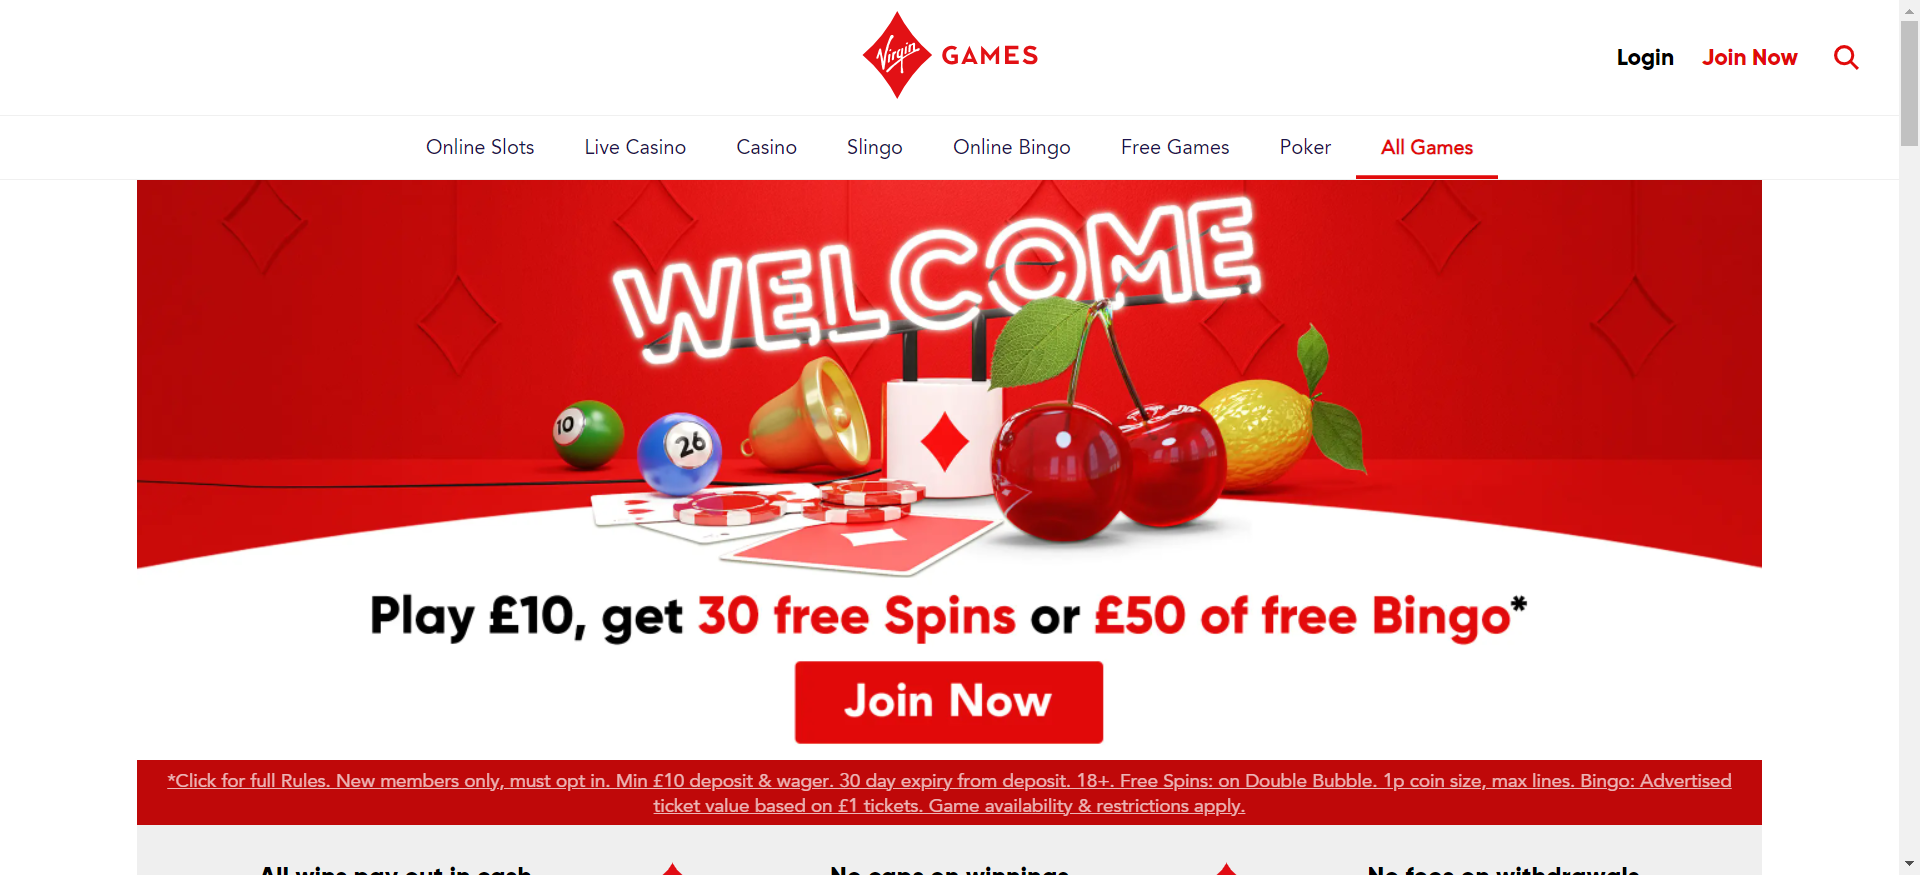 Virgin GAMES
Login
Join Now
Online Slots
Live Casino
Casino
Slingo
Online Bingo
Free Games
Poker
All Games
WELCOME
10
26
Play £10, get 30 free Spins or £50 of free Bingo*
Join Now
*Click for full Rules. New members only, must opt in. Min £10 deposit & wager. 30 day expiry from deposit. 18+. Free Spins: on Double Bubble. 1p coin size, max lines. Bingo: Advertised
ticket value based on £1 tickets. Game availability & restrictions apply.
All wins pay out in cash
No caps on winnings
No fees on withdrawals